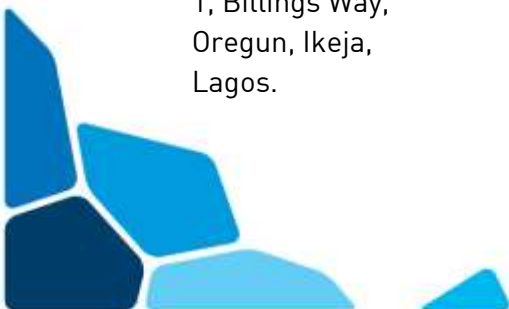 1, Billings Way,
Oregun, Ikeja,
Lagos.